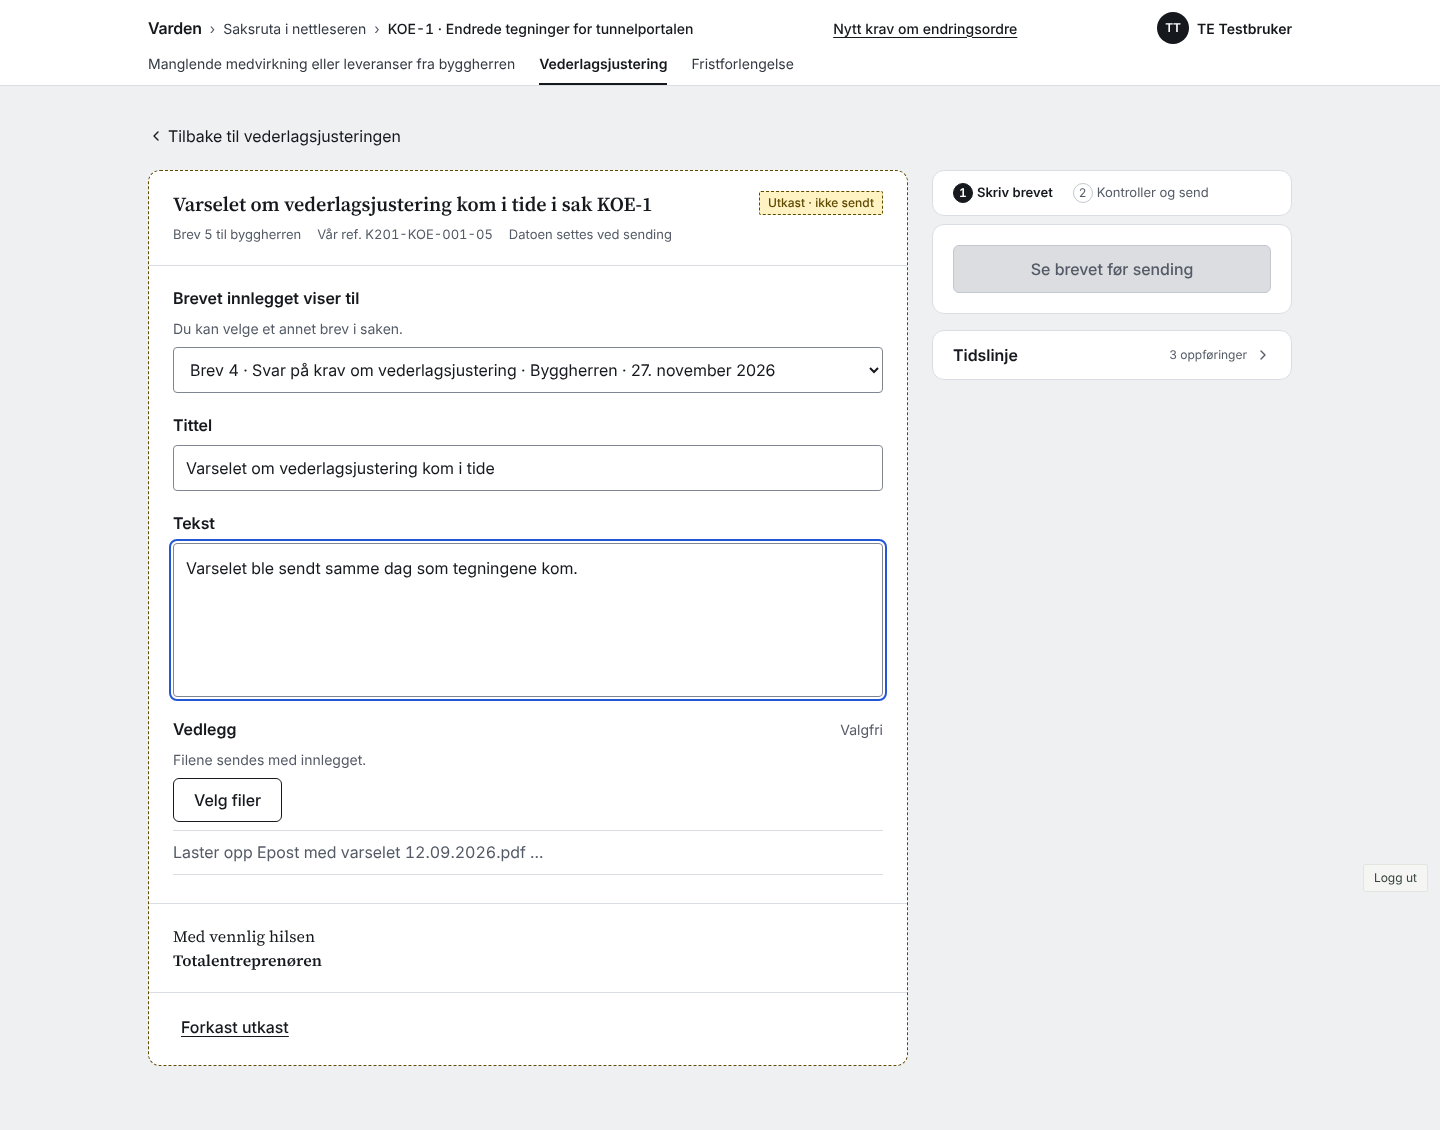 Varden › Saksruta i nettleseren › KOE-1 · Endrede tegninger for tunnelportalen
Nytt krav om endringsordre
TT TE Testbruker
Manglende medvirkning eller leveranser fra byggherren Vederlagsjustering Fristforlengelse
Tilbake til vederlagsjusteringen
Varselet om vederlagsjustering kom i tide i sak KOE-1
Utkast · ikke sendt
Brev 5 til byggherren Vår ref. K201-KOE-001-05 Datoen settes ved sending
Brevet innlegget viser til
Du kan velge et annet brev i saken.
Brev 4 · Svar på krav om vederlagsjustering · Byggherren · 27. november 2026
Tittel
Varselet om vederlagsjustering kom i tide
Tekst
Varselet ble sendt samme dag som tegningene kom.
Vedlegg Valgfri
Filene sendes med innlegget.
Velg filer
Laster opp Epost med varselet 12.09.2026.pdf ...
Med vennlig hilsen
Totalentreprenøren
Forkast utkast
1 Skriv brevet 2 Kontroller og send
Se brevet før sending
Tidslinje 3 oppføringer
Logg ut